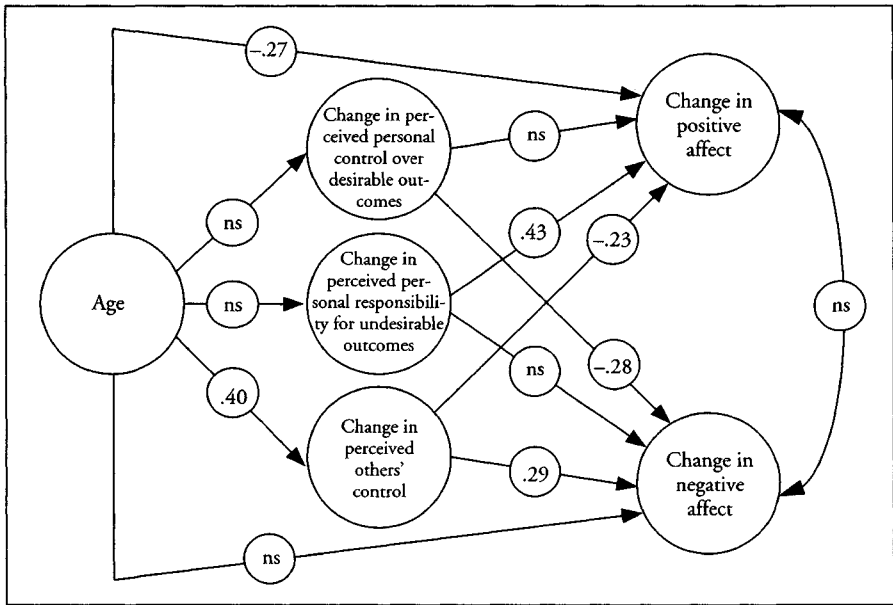 –.27
Change in per-
ceived personal
control over
desirable out-
comes
ns
Change in
positive
affect
ns
.43
–.23
Age
ns
Change in
perceived per-
sonal responsibili-
ty for undesirable
outcomes
ns
.40
ns
–.28
Change in
perceived
others'
control
.29
Change in
negative
affect
ns